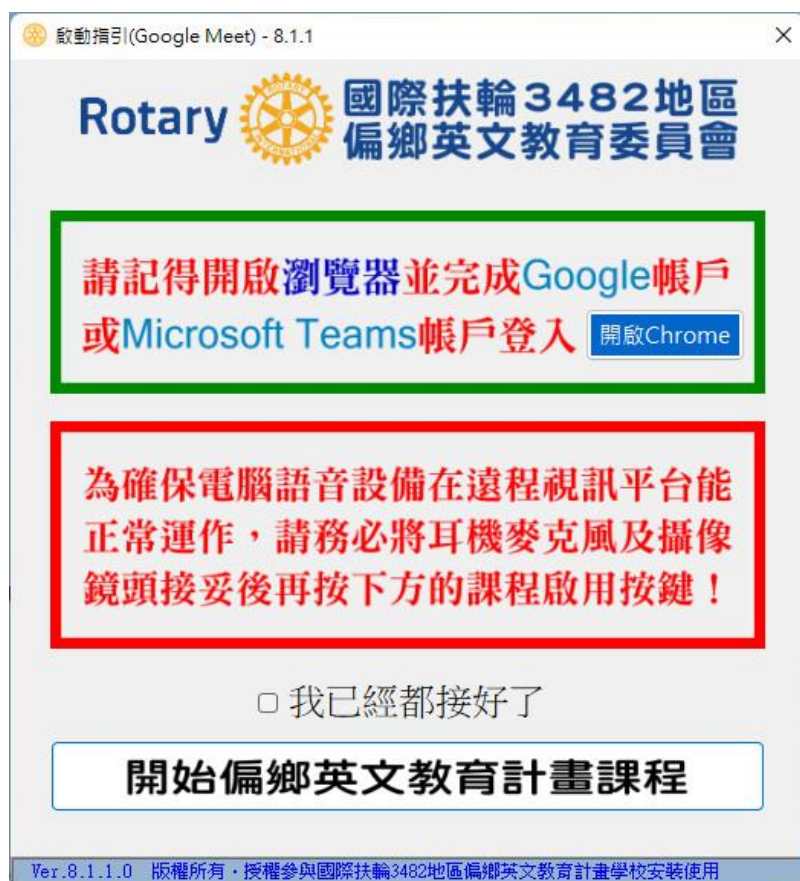 啟動指引(Google Meet) - 8.1.1
Rotary
國際扶輪3482地區
偏鄉英文教育委員會
請記得開啟瀏覽器並完成Google帳戶
或Microsoft Teams帳戶登入
開啟Chrome
為確保電腦語音設備在遠程視訊平台能
正常運作，請務必將耳機麥克風及攝像
鏡頭接妥後再按下方的課程啟用按鍵！
我已經都接好了
開始偏鄉英文教育計畫課程
Ver.8.1.1.0 版權所有・授權參與國際扶輪3482地區偏鄉英文教育計畫學校安裝使用